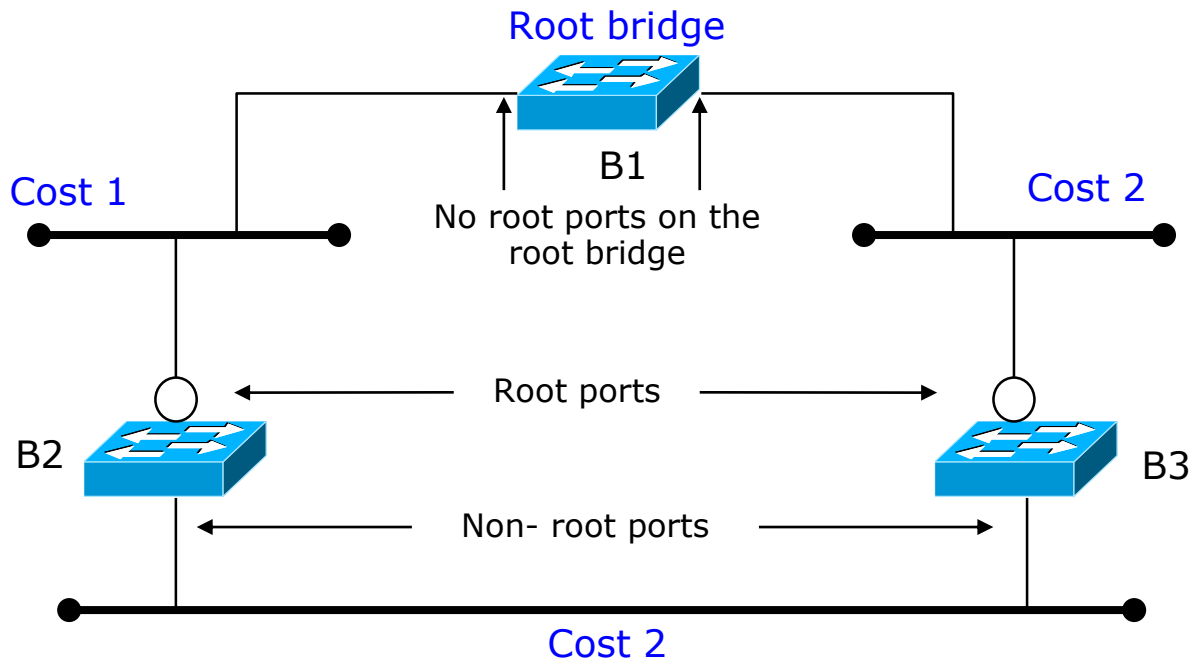 Root bridge
B1
Cost 1
Cost 2
No root ports on the
root bridge
Root ports
B2
B3
Non- root ports
Cost 2